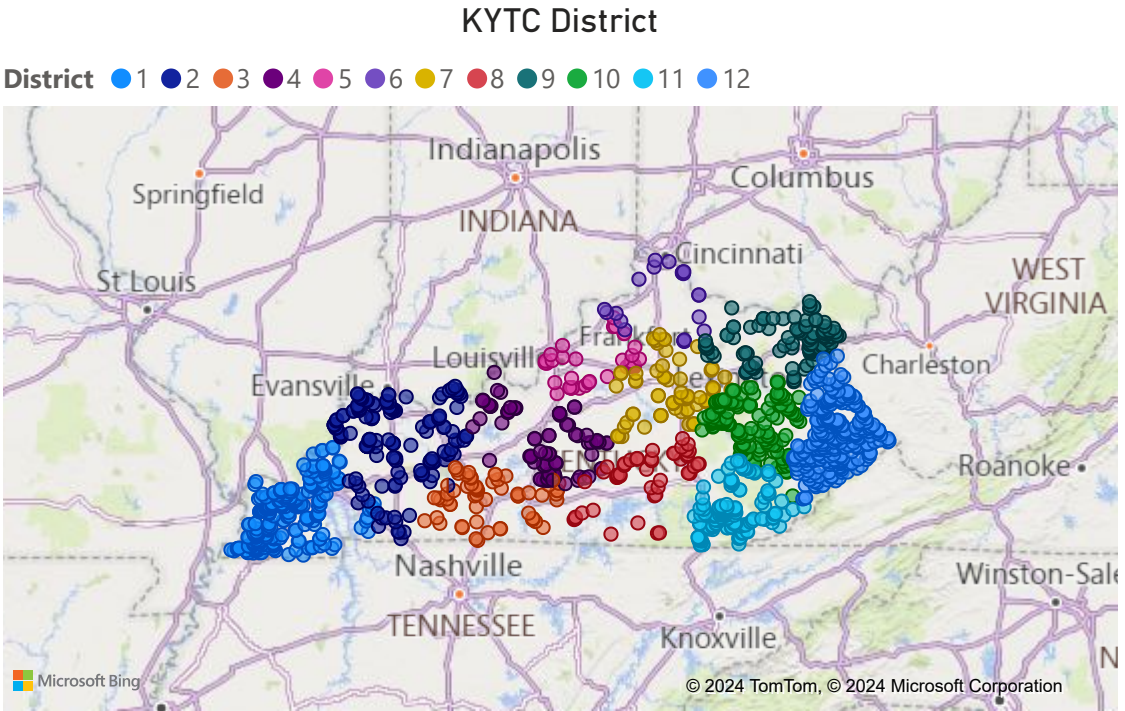 KYTC District
District 1 2 3 4 5 6 7 8 9 10 11 12
Indianapolis
Columbus
Springfield
INDIANA
Cincinnati
St Louis
WEST
VIRGINIA
Louisville
Charleston
Evansville
Roanoke
Nashville
Winston-Sale
TENNESSEE
Knoxville
N
Microsoft Bing
© 2024 TomTom, © 2024 Microsoft Corporation